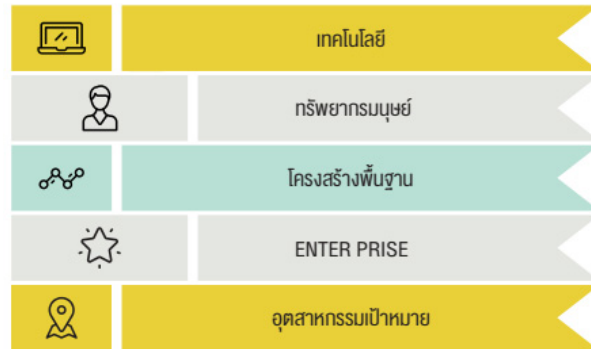 เทคโนโลยี
ทรัพยากรมนุษย์
โครงสร้างพื้นฐาน
ENTER PRISE
อุตสาหกรรมเป้าหมาย